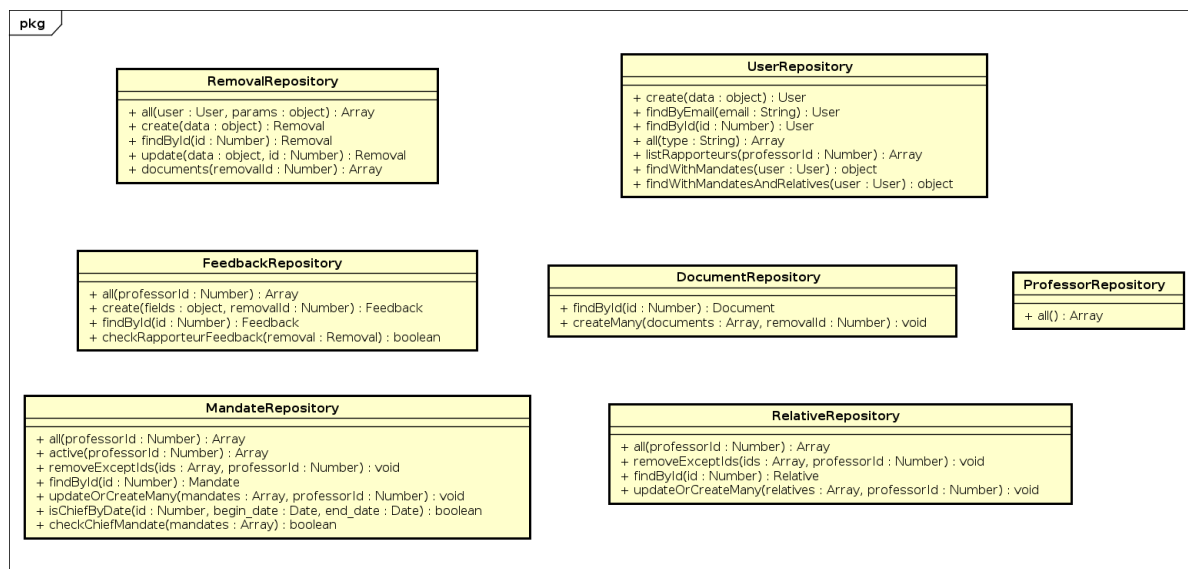 pkg
RemovalRepository
+ all(user : User, params : object) : Array
+ create(data : object) : Removal
+ findById(id : Number) : Removal
+ update(data : object, id : Number) : Removal
+ documents(removalId : Number) : Array
UserRepository
+ create(data : object) : User
+ findByEmail(email : String) : User
+ findById(id : Number) : User
+ all(type : String) : Array
+ listRapporteurs(professorId : Number) : Array
+ findWithMandates(user : User) : object
+ findWithMandatesAndRelatives(user : User) : object
FeedbackRepository
+ all(professorId : Number) : Array
+ create(fields : object, removalId : Number) : Feedback
+ findById(id : Number) : Feedback
+ checkRapporteurFeedback(removal : Removal) : boolean
DocumentRepository
+ findById(id : Number) : Document
+ createMany(documents : Array, removalId : Number) : void
ProfessorRepository
+ all() : Array
MandateRepository
+ all(professorId : Number) : Array
+ active(professorId : Number) : Array
+ removeExceptIds(ids : Array, professorId : Number) : void
+ findById(id : Number) : Mandate
+ updateOrCreateMany(mandates : Array, professorId : Number) : void
+ isChiefByDate(id : Number, begin_date : Date, end_date : Date) : boolean
+ checkChiefMandate(mandates : Array) : boolean
RelativeRepository
+ all(professorId : Number) : Array
+ removeExceptIds(ids : Array, professorId : Number) : void
+ findById(id : Number) : Relative
+ updateOrCreateMany(relatives : Array, professorId : Number) : void